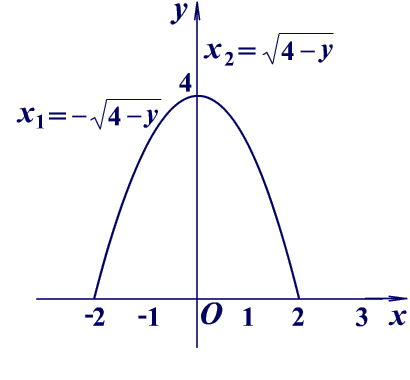 y
x₂ = √(4 – y)
4
x₁ = –√(4 – y)
-2 -1 O 1 2 3 x